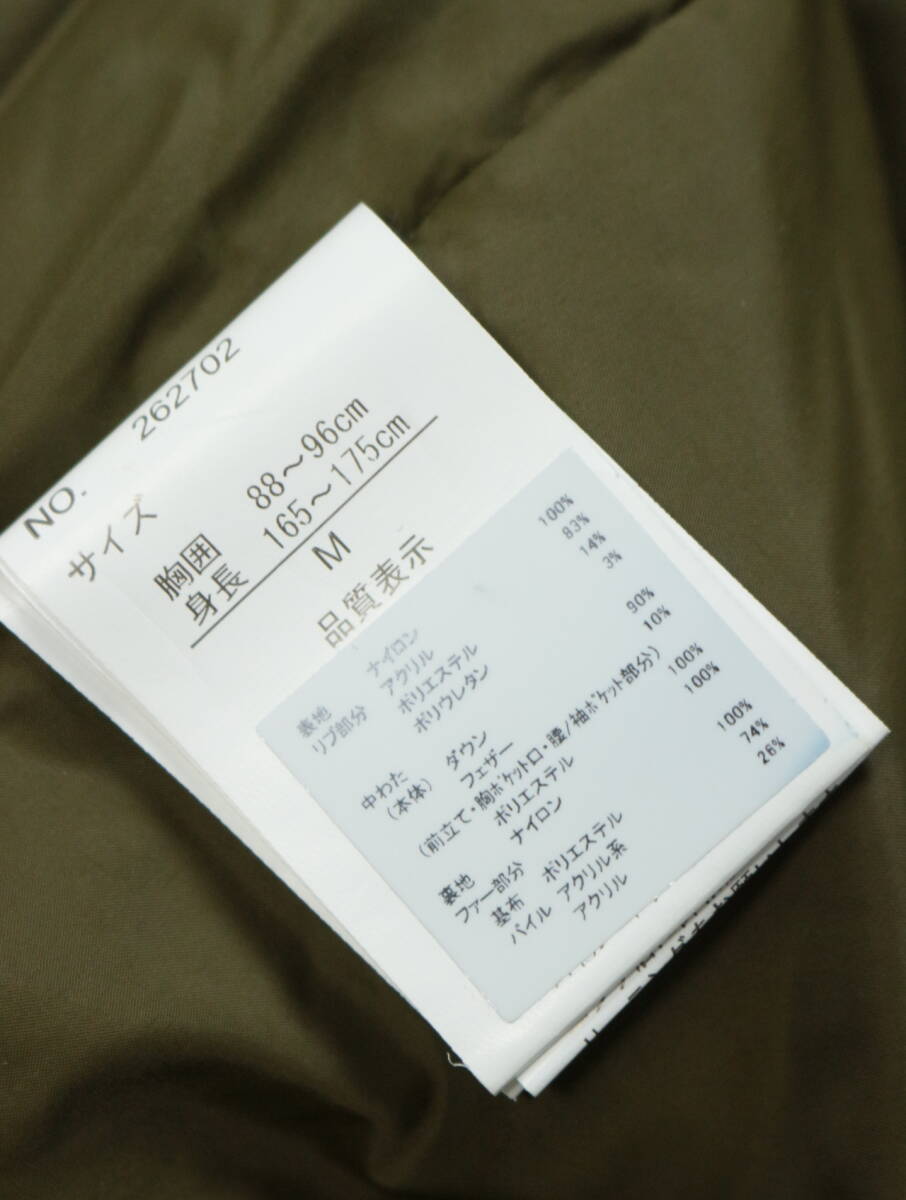 NO. 262702
サイズ
胸囲 88～96cm
身長 165～175cm
M
品質表示
表地 ナイロン 100%
リブ部分 アクリル 83%
ポリエステル 14%
ポリウレタン 3%
中わた ダウン 90%
(本体) フェザー 10%
(前立て・胸ポケット口・腰/袖ポケット部分)
ポリエステル 100%
裏地 ナイロン 100%
ファー部分
基布 ポリエステル 100%
パイル アクリル系 74%
アクリル 26%